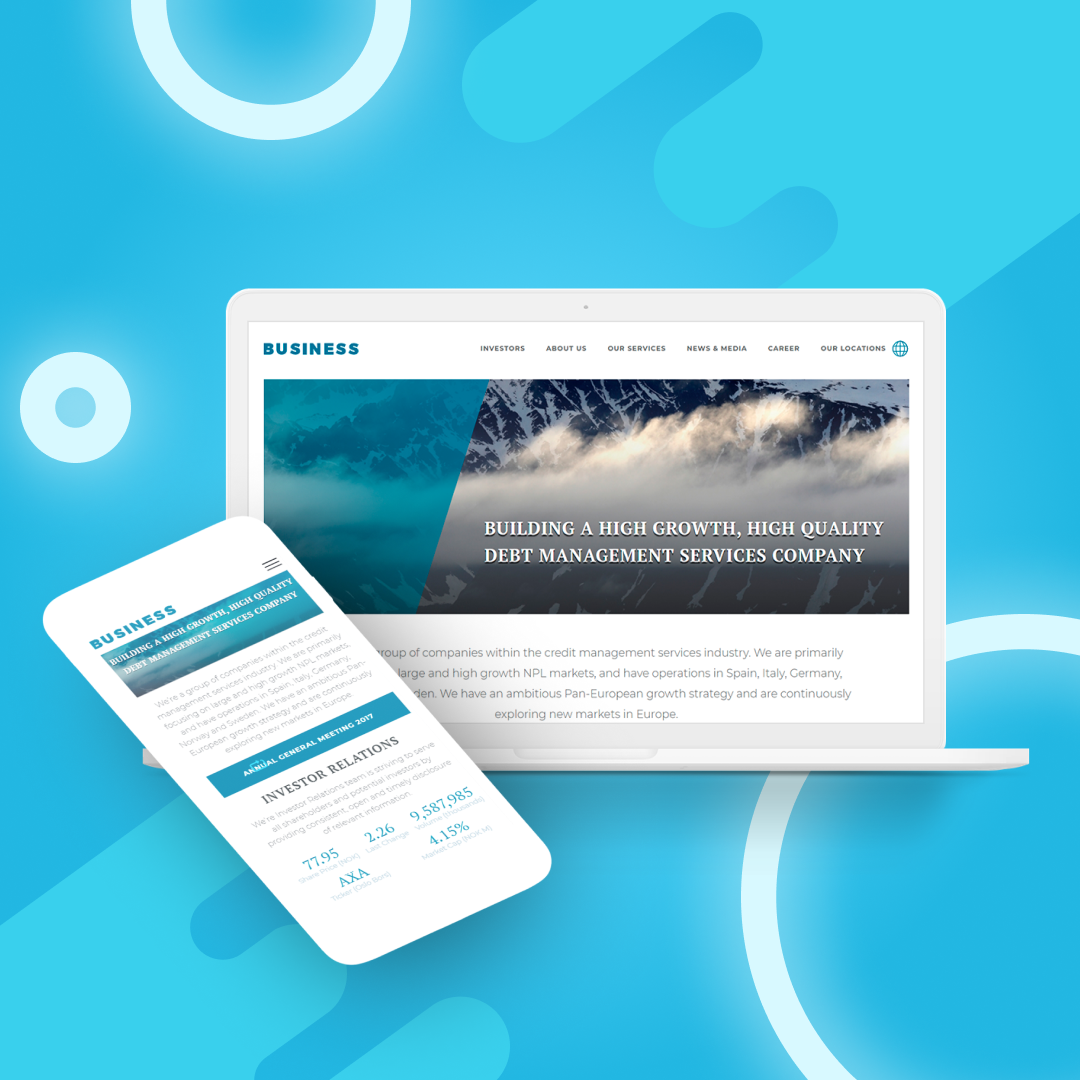 BUSINESS
INVESTORS ABOUT US OUR SERVICES NEWS & MEDIA CAREER OUR LOCATIONS
BUILDING A HIGH GROWTH, HIGH QUALITY
DEBT MANAGEMENT SERVICES COMPANY
group of companies within the credit management services industry. We are primarily
large and high growth NPL markets, and have operations in Spain, Italy, Germany,
We have an ambitious Pan-European growth strategy and are continuously
exploring new markets in Europe.
BUSINESS
BUILDING A HIGH GROWTH, HIGH QUALITY
DEBT MANAGEMENT SERVICES COMPANY
We're a group of companies within the credit
management services industry. We are primarily
focusing on large and high growth NPL markets,
and have operations in Spain, Italy, Germany,
Norway and Sweden. We have an ambitious Pan-
European growth strategy and are continuously
exploring new markets in Europe.
ANNUAL GENERAL MEETING 2017
INVESTOR RELATIONS
We're Investor Relations team is striving to serve
all shareholders and potential investors by
providing consistent, open and timely disclosure
of relevant information.
77.95 2.26 9,587,985
Share Price (NOK) Last Change Volume (thousands)
AXA 4.15%
Ticker (Oslo Bors) Market Cap (NOK M)